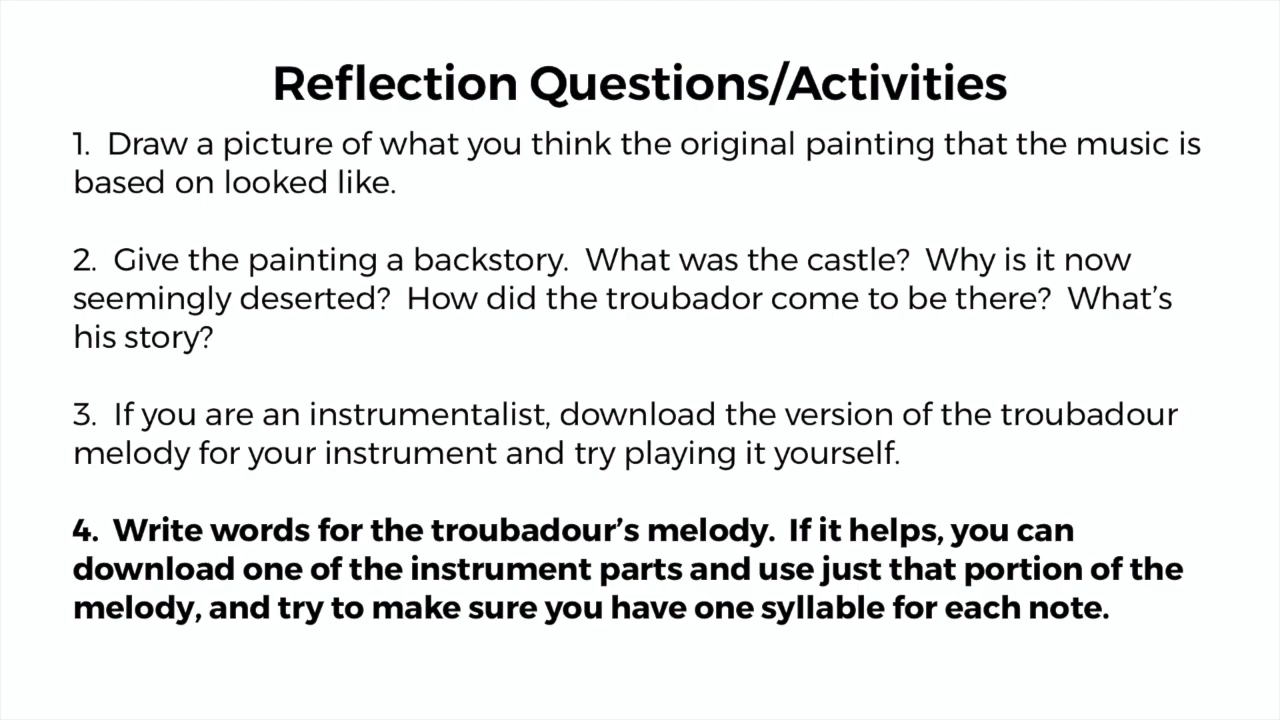 Reflection Questions/Activities
1.  Draw a picture of what you think the original painting that the music is
based on looked like.
2.  Give the painting a backstory.  What was the castle?  Why is it now
seemingly deserted?  How did the troubador come to be there?  What’s
his story?
3.  If you are an instrumentalist, download the version of the troubadour
melody for your instrument and try playing it yourself.
4.  Write words for the troubadour’s melody.  If it helps, you can
download one of the instrument parts and use just that portion of the
melody, and try to make sure you have one syllable for each note.